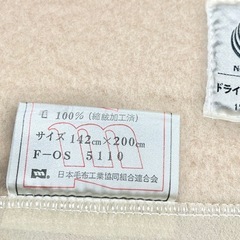 毛 100% (縮絨加工済)
サイズ 142cm×200cm
F-OS 5110
m 日本毛布工業協同組合連合会
ドライ